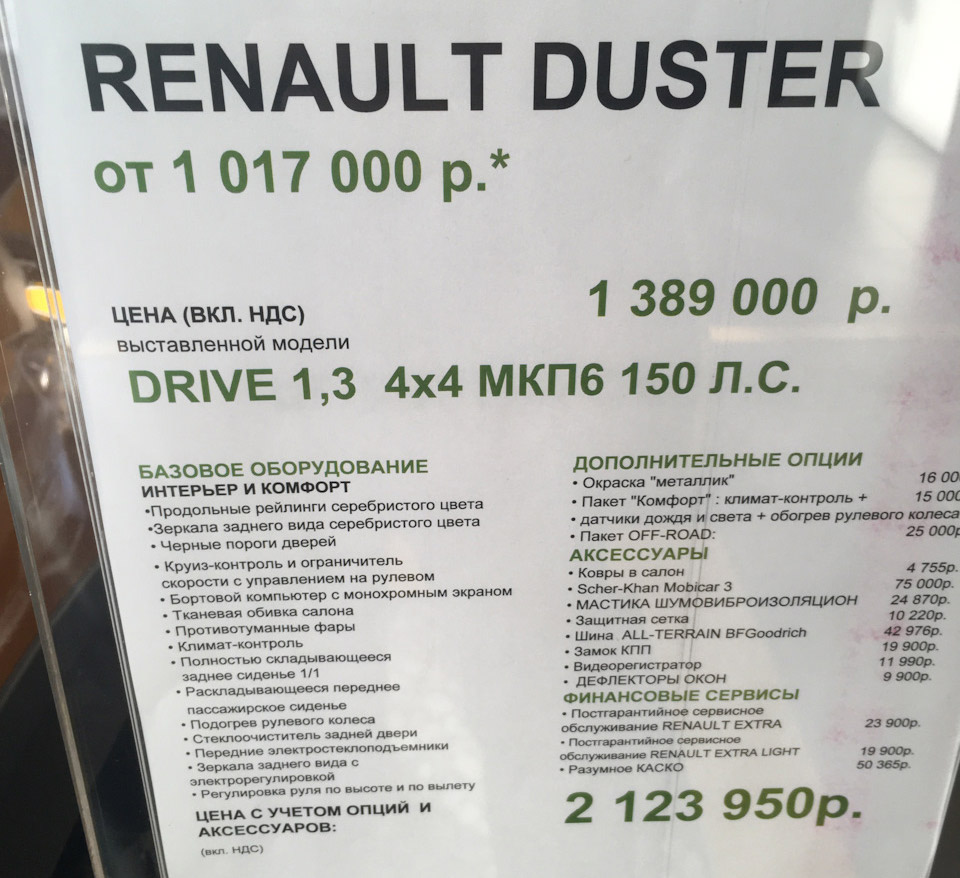 RENAULT DUSTER
от 1 017 000 р.*
ЦЕНА (ВКЛ. НДС)
выставленной модели
1 389 000 р.
DRIVE 1,3 4x4 МКП6 150 Л.С.
БАЗОВОЕ ОБОРУДОВАНИЕ
ИНТЕРЬЕР И КОМФОРТ
•Продольные рейлинги серебристого цвета
•Зеркала заднего вида серебристого цвета
• Черные пороги дверей
• Круиз-контроль и ограничитель
скорости с управлением на рулевом
• Бортовой компьютер с монохромным экраном
• Тканевая обивка салона
• Противотуманные фары
• Климат-контроль
• Полностью складывающееся
заднее сиденье 1/1
• Раскладывающееся переднее
пассажирское сиденье
• Подогрев рулевого колеса
• Стеклоочиститель задней двери
• Передние электростеклоподъемники
• Зеркала заднего вида с
электрорегулировкой
• Регулировка руля по высоте и по вылету
ЦЕНА С УЧЕТОМ ОПЦИЙ И
АКСЕССУАРОВ:
(вкл. НДС)
ДОПОЛНИТЕЛЬНЫЕ ОПЦИИ
• Окраска "металлик" 16 00
• Пакет "Комфорт" : климат-контроль + 15 000
• датчики дождя и света + обогрев рулевого колеса
• Пакет OFF-ROAD: 25 000р
АКСЕССУАРЫ
• Ковры в салон 4 755р.
• Scher-Khan Mobicar 3 75 000р.
• МАСТИКА ШУМОВИБРОИЗОЛЯЦИОН 24 870р.
• Защитная сетка 10 220р.
• Шина ALL-TERRAIN BFGoodrich 42 976р.
• Замок КПП 19 900р.
• Видеорегистратор 11 990р.
• ДЕФЛЕКТОРЫ ОКОН 9 900р.
ФИНАНСОВЫЕ СЕРВИСЫ
• Постгарантийное сервисное
обслуживание RENAULT EXTRA 23 900р.
• Постгарантийное сервисное
обслуживание RENAULT EXTRA LIGHT 19 900р.
• Разумное КАСКО 50 365р.
2 123 950р.